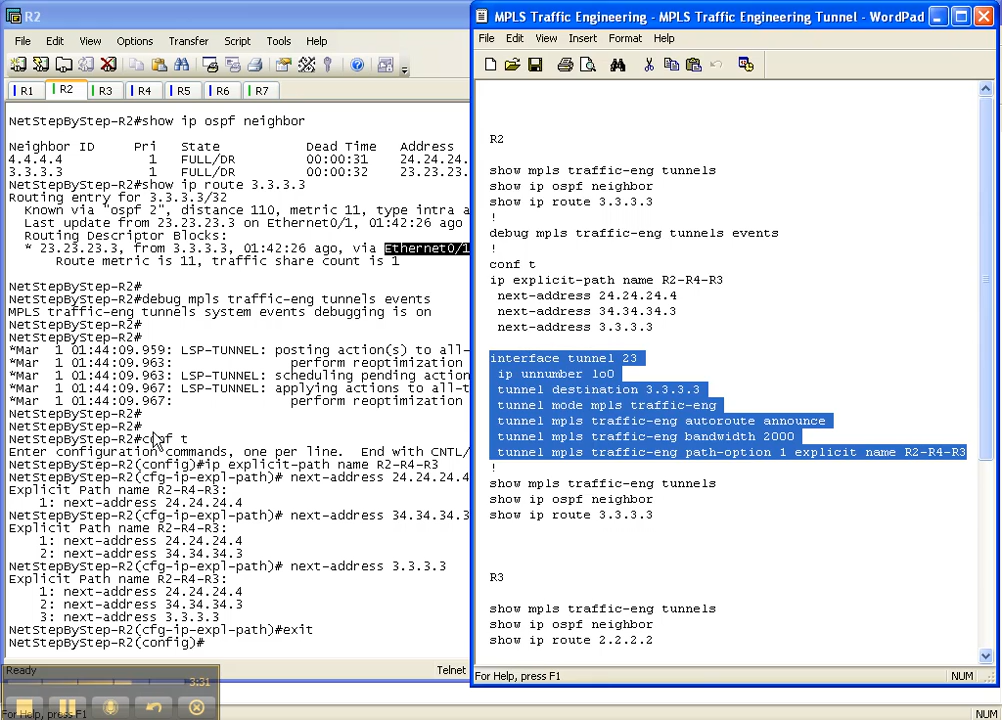 R2
File Edit View Options Transfer Script Tools Help
R1 R2 R3 R4 R5 R6 R7
NetStepByStep-R2#show ip ospf neighbor
Neighbor ID Pri State Dead Time Address
4.4.4.4 1 FULL/DR 00:00:31 24.24.24.
3.3.3.3 1 FULL/DR 00:00:32 23.23.23.
NetStepByStep-R2#show ip route 3.3.3.3
Routing entry for 3.3.3.3/32
Known via "ospf 2", distance 110, metric 11, type intra a
Last update from 23.23.23.3 on Ethernet0/1, 01:42:26 ago
Routing Descriptor Blocks:
* 23.23.23.3, from 3.3.3.3, 01:42:26 ago, via Ethernet0/1
Route metric is 11, traffic share count is 1
NetStepByStep-R2#
NetStepByStep-R2#debug mpls traffic-eng tunnels events
MPLS traffic-eng tunnels system events debugging is on
NetStepByStep-R2#
NetStepByStep-R2#
*Mar 1 01:44:09.959: LSP-TUNNEL: posting action(s) to all-
*Mar 1 01:44:09.963: perform reoptimization
*Mar 1 01:44:09.963: LSP-TUNNEL: scheduling pending action
*Mar 1 01:44:09.967: LSP-TUNNEL: applying actions to all-t
*Mar 1 01:44:09.967: perform reoptimization
NetStepByStep-R2#
NetStepByStep-R2#
NetStepByStep-R2#conf t
Enter configuration commands, one per line. End with CNTL/
NetStepByStep-R2(config)#ip explicit-path name R2-R4-R3
NetStepByStep-R2(cfg-ip-expl-path)# next-address 24.24.24.4
Explicit Path name R2-R4-R3:
1: next-address 24.24.24.4
NetStepByStep-R2(cfg-ip-expl-path)# next-address 34.34.34.3
Explicit Path name R2-R4-R3:
1: next-address 24.24.24.4
2: next-address 34.34.34.3
NetStepByStep-R2(cfg-ip-expl-path)# next-address 3.3.3.3
Explicit Path name R2-R4-R3:
1: next-address 24.24.24.4
2: next-address 34.34.34.3
3: next-address 3.3.3.3
NetStepByStep-R2(cfg-ip-expl-path)#exit
NetStepByStep-R2(config)#
Ready Telnet
3:31
For Help, press F1
MPLS Traffic Engineering - MPLS Traffic Engineering Tunnel - WordPad
File Edit View Insert Format Help
R2
show mpls traffic-eng tunnels
show ip ospf neighbor
show ip route 3.3.3.3
!
debug mpls traffic-eng tunnels events
!
conf t
ip explicit-path name R2-R4-R3
next-address 24.24.24.4
next-address 34.34.34.3
next-address 3.3.3.3
interface tunnel 23
ip unnumber lo0
tunnel destination 3.3.3.3
tunnel mode mpls traffic-eng
tunnel mpls traffic-eng autoroute announce
tunnel mpls traffic-eng bandwidth 2000
tunnel mpls traffic-eng path-option 1 explicit name R2-R4-R3
!
show mpls traffic-eng tunnels
show ip ospf neighbor
show ip route 3.3.3.3
R3
show mpls traffic-eng tunnels
show ip ospf neighbor
show ip route 2.2.2.2
For Help, press F1 NUM
NUM